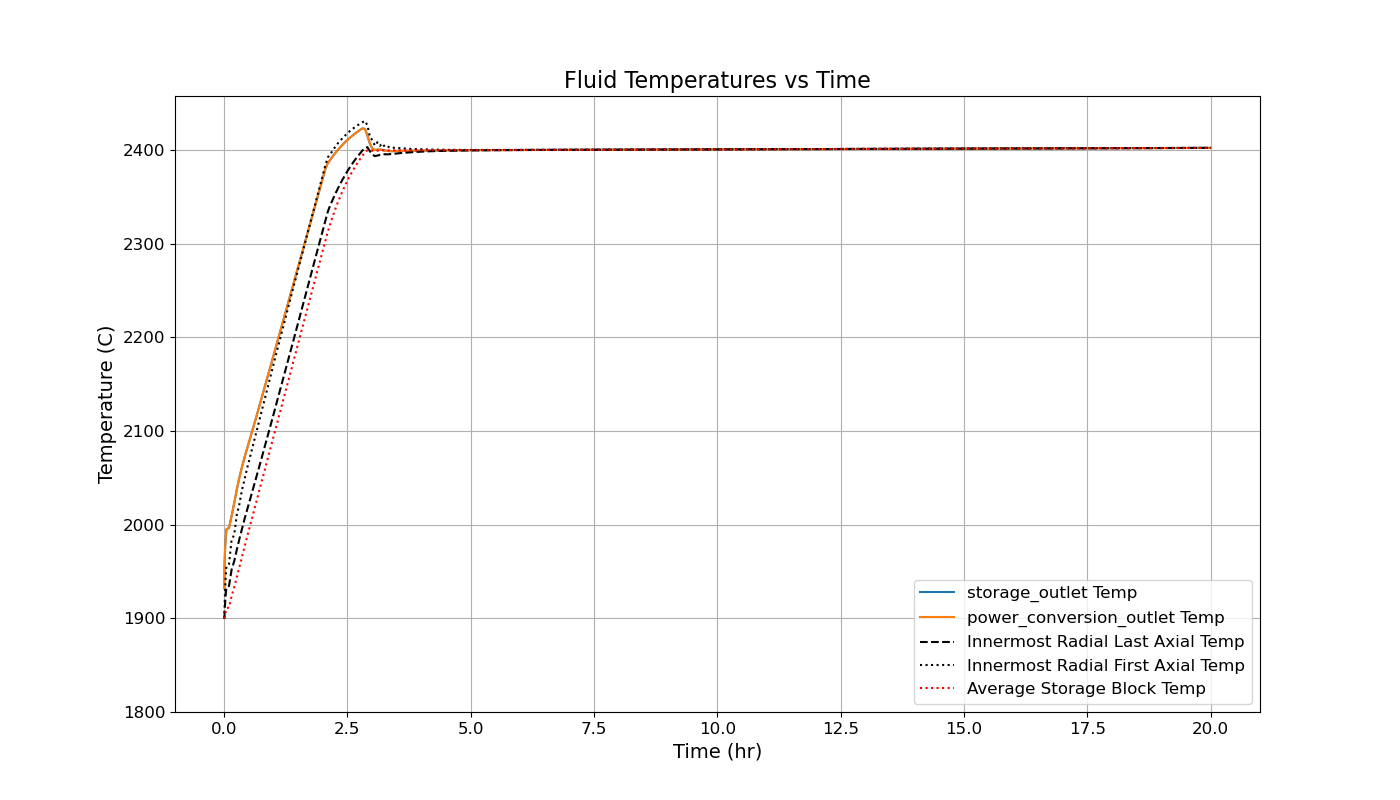 Fluid Temperatures vs Time
Temperature (C)
2400
2300
2200
2100
2000
1900
1800
storage_outlet Temp
power_conversion_outlet Temp
Innermost Radial Last Axial Temp
Innermost Radial First Axial Temp
Average Storage Block Temp
0.0 2.5 5.0 7.5 10.0 12.5 15.0 17.5 20.0
Time (hr)